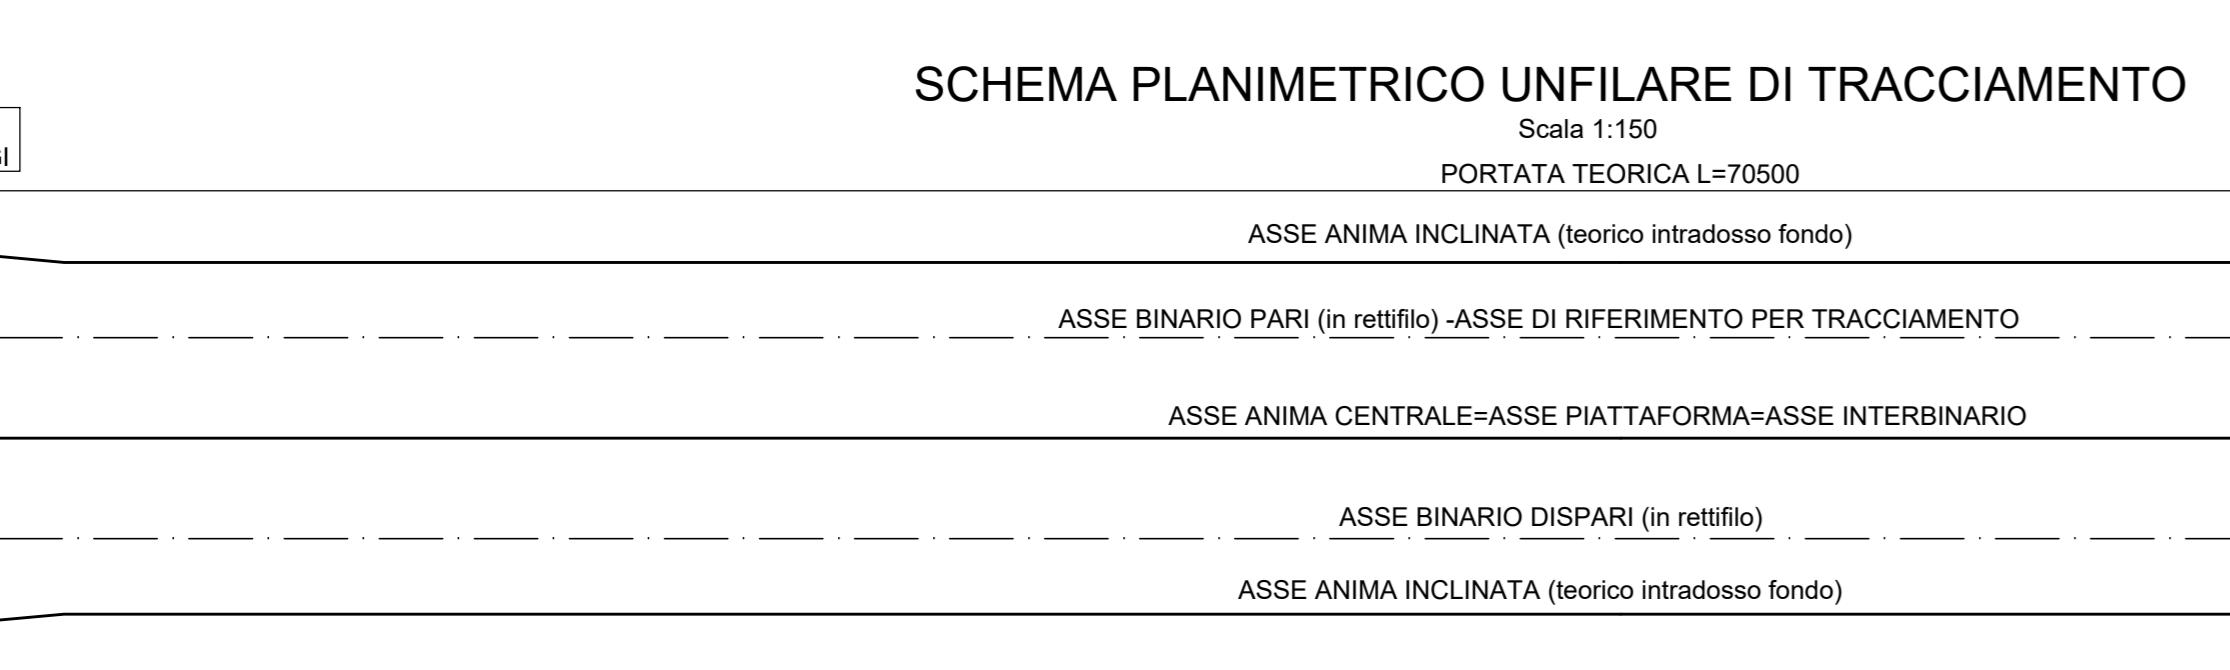 SCHEMA PLANIMETRICO UNFILARE DI TRACCIAMENTO
Scala 1:150
PORTATA TEORICA L=70500
ASSE ANIMA INCLINATA (teorico intradosso fondo)
ASSE BINARIO PARI (in rettifilo) -ASSE DI RIFERIMENTO PER TRACCIAMENTO
ASSE ANIMA CENTRALE=ASSE PIATTAFORMA=ASSE INTERBINARIO
ASSE BINARIO DISPARI (in rettifilo)
ASSE ANIMA INCLINATA (teorico intradosso fondo)